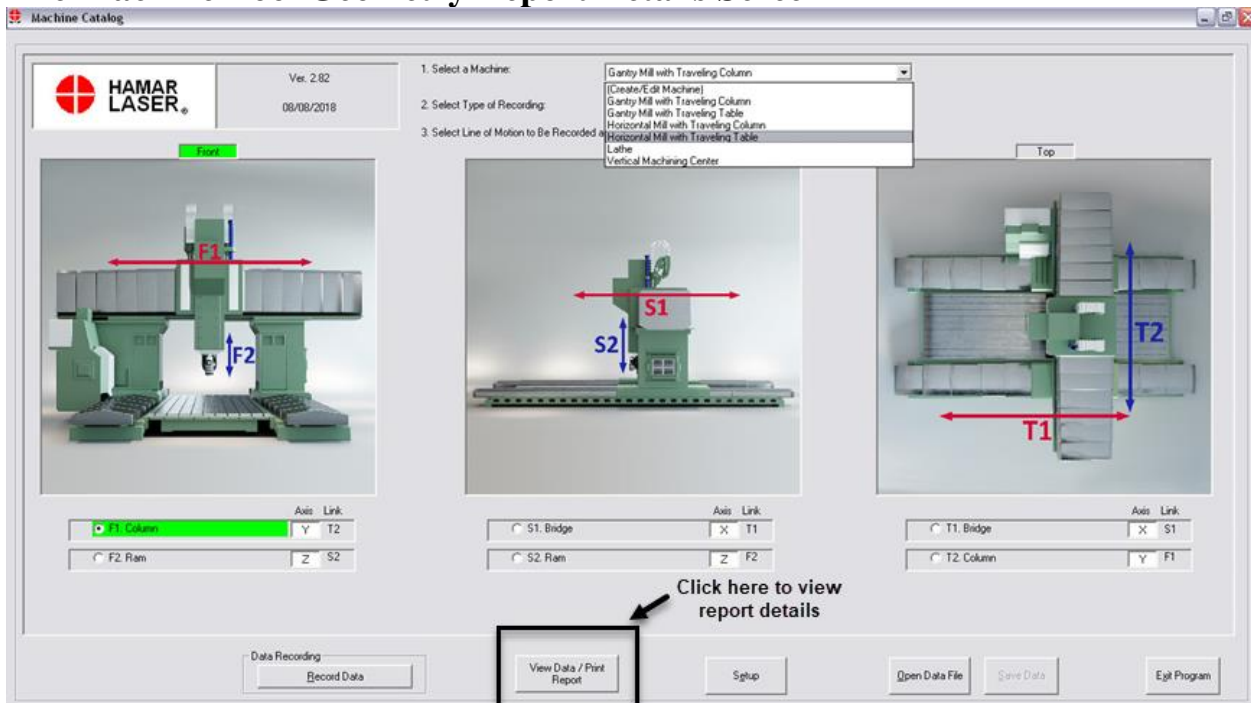 Machine Catalog
HAMAR
LASER®
Ver. 2.82
08/08/2018
1. Select a Machine:
Gantry Mill with Traveling Column
(Create/Edit Machine)
Gantry Mill with Traveling Column
Gantry Mill with Traveling Table
Horizontal Mill with Traveling Column
Horizontal Mill with Traveling Table
Lathe
Vertical Machining Center
2. Select Type of Recording:
3. Select Line of Motion to Be Recorded a
Front
Top
F1
F2
S1
S2
T1
T2
Axis Link
F1. Column Y T2
F2. Ram Z S2
Axis Link
S1. Bridge X T1
S2. Ram Z F2
Axis Link
T1. Bridge X S1
T2. Column Y F1
Click here to view
report details
Data Recording
Record Data
View Data / Print
Report
Setup
Open Data File
Save Data
Exit Program